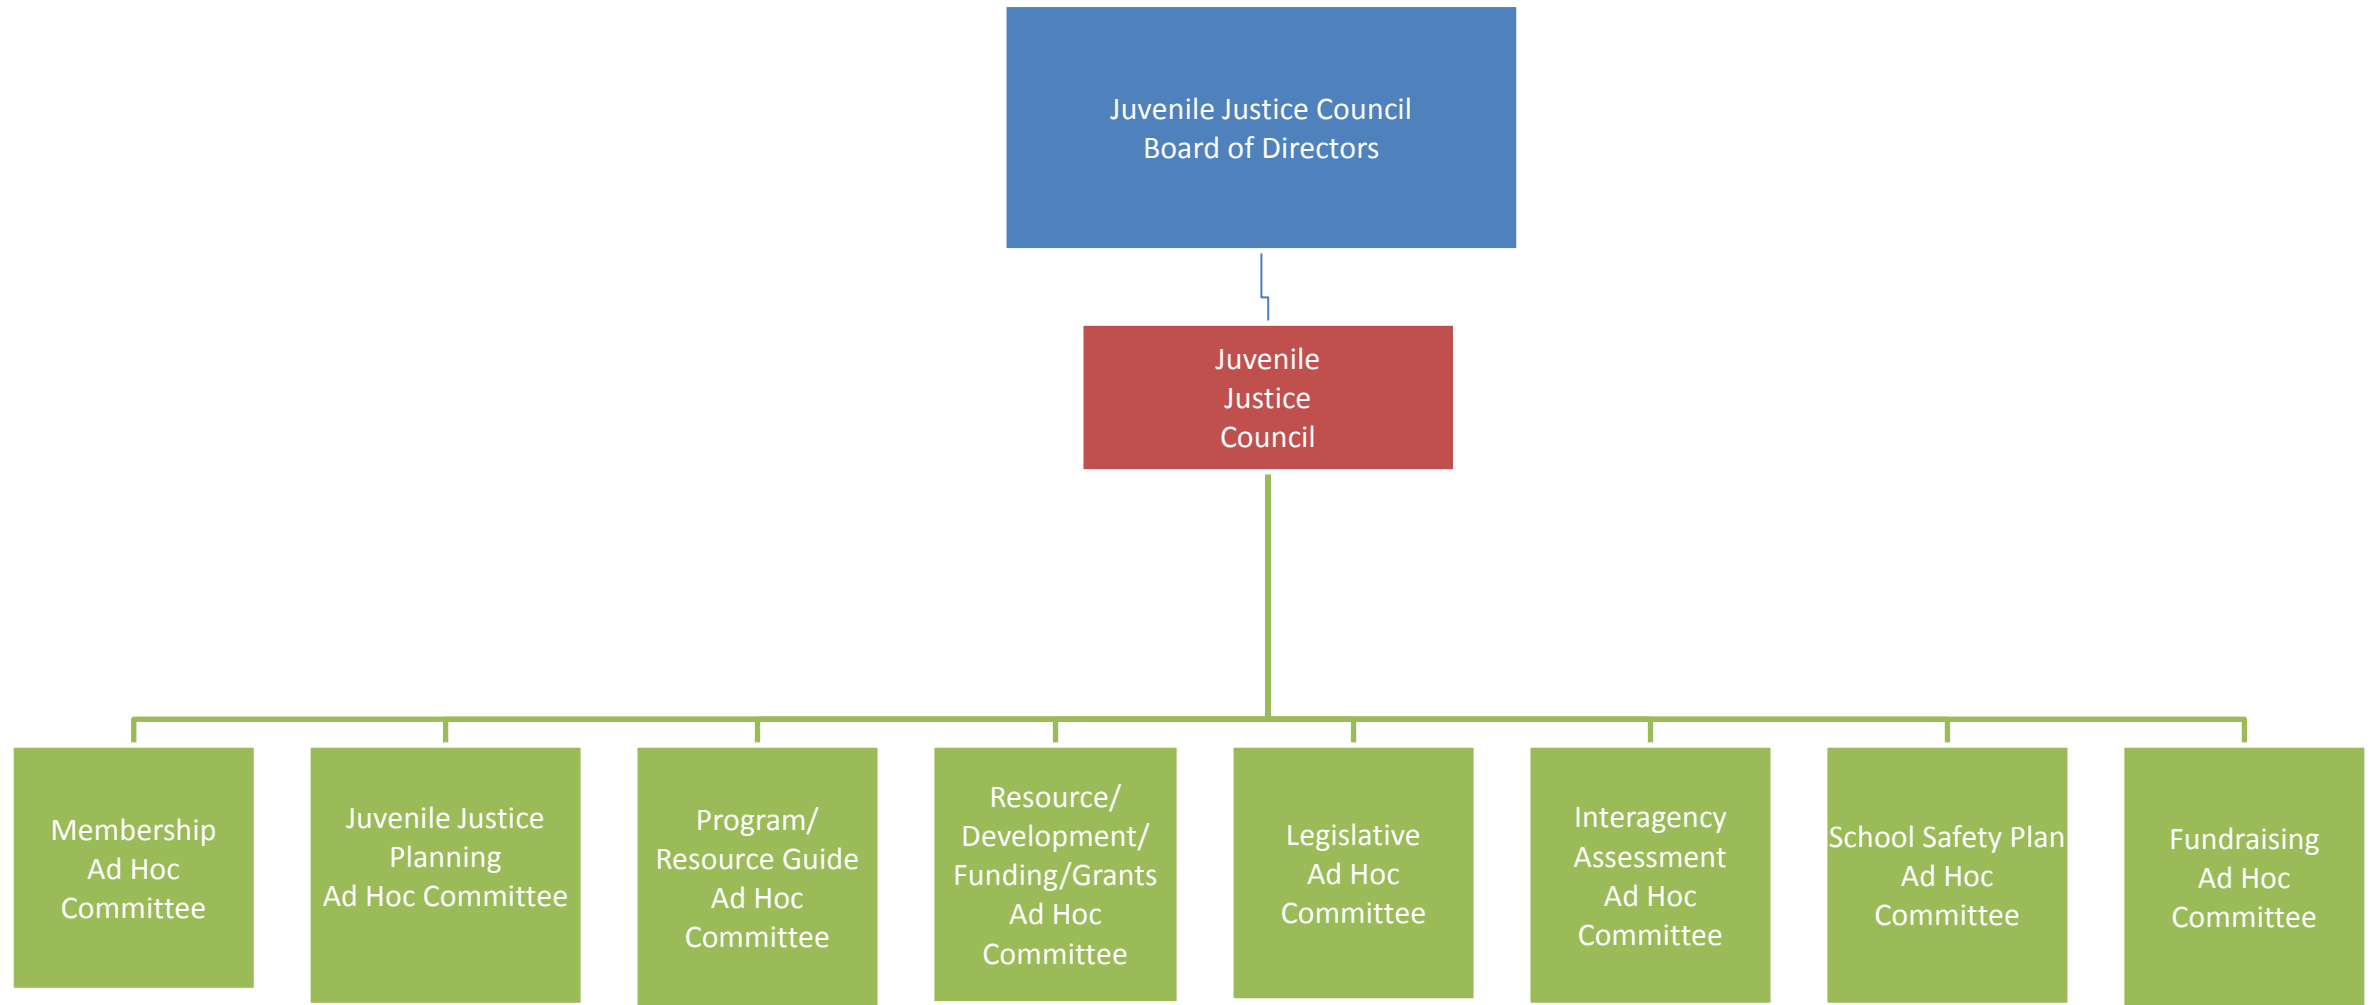 Juvenile Justice Council
Board of Directors
Juvenile
Justice
Council
Membership
Ad Hoc
Committee
Juvenile Justice
Planning
Ad Hoc Committee
Program/
Resource Guide
Ad Hoc
Committee
Resource/
Development/
Funding/Grants
Ad Hoc
Committee
Legislative
Ad Hoc
Committee
Interagency
Assessment
Ad Hoc
Committee
School Safety Plan
Ad Hoc
Committee
Fundraising
Ad Hoc
Committee